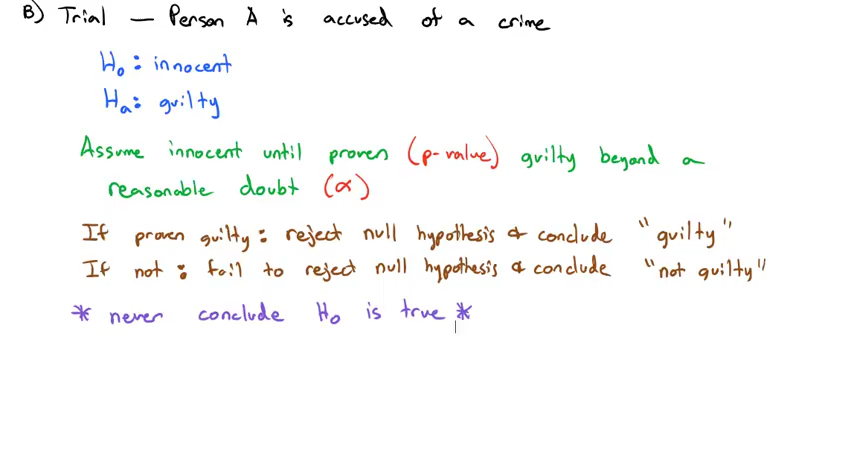 B) Trial — Person A is accused of a crime
H₀: innocent
Hₐ: guilty
Assume innocent until proven (p-value) guilty beyond a
reasonable doubt (α)
If proven guilty: reject null hypothesis & conclude "guilty"
If not: fail to reject null hypothesis & conclude "not guilty"
* never conclude H₀ is true *